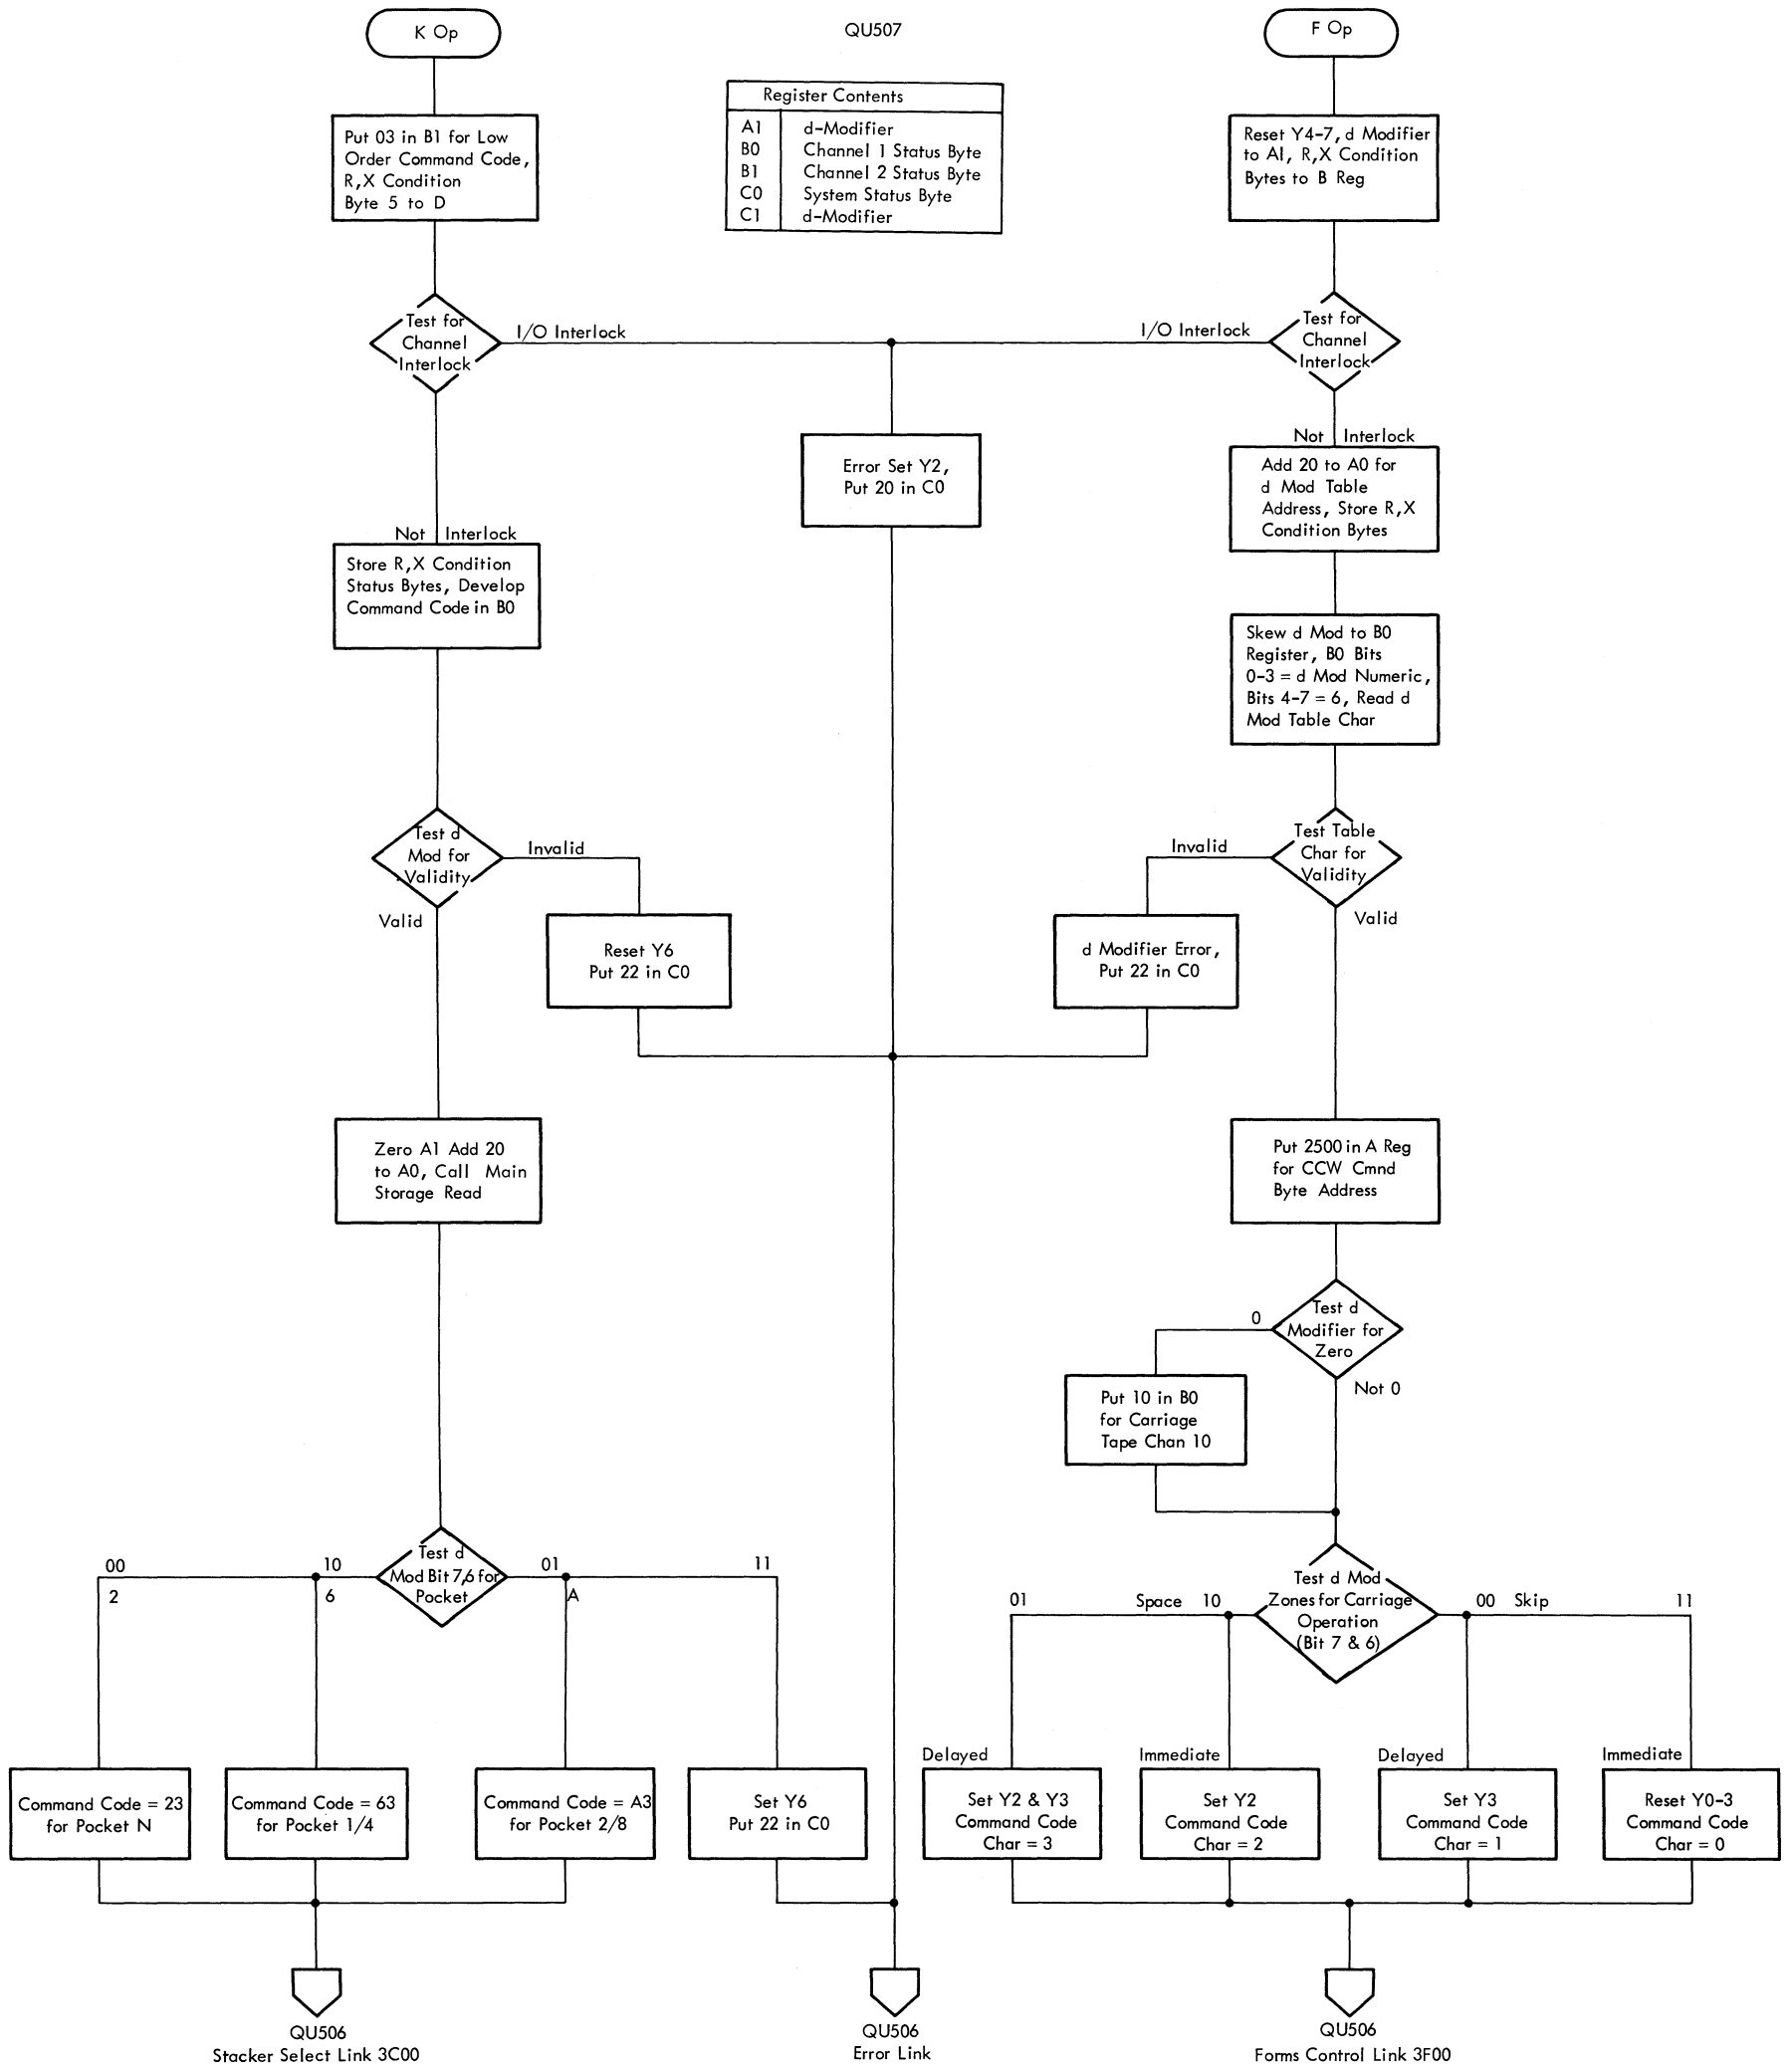 K Op
QU507
F Op
Register Contents
A1 d-Modifier
B0 Channel 1 Status Byte
B1 Channel 2 Status Byte
C0 System Status Byte
C1 d-Modifier
Put 03 in B1 for Low
Order Command Code,
R,X Condition
Byte 5 to D
Reset Y4-7, d Modifier
to AI, R,X Condition
Bytes to B Reg
Test for
Channel
Interlock
I/O Interlock
I/O Interlock
Test for
Channel
Interlock
Error Set Y2,
Put 20 in C0
Not Interlock
Add 20 to A0 for
d Mod Table
Address, Store R,X
Condition Bytes
Not Interlock
Store R,X Condition
Status Bytes, Develop
Command Code in B0
Skew d Mod to B0
Register, B0 Bits
0-3 = d Mod Numeric,
Bits 4-7 = 6, Read d
Mod Table Char
Test d
Mod for
Validity
Invalid
Valid
Invalid
Test Table
Char for
Validity
Valid
Reset Y6
Put 22 in C0
d Modifier Error,
Put 22 in C0
Zero A1 Add 20
to A0, Call Main
Storage Read
Put 2500 in A Reg
for CCW Cmnd
Byte Address
0
Test d
Modifier for
Zero
Not 0
Put 10 in B0
for Carriage
Tape Chan 10
00
2
10
6
Test d
Mod Bit 7,6 for
Pocket
01
A
11
01
Space 10
Test d Mod
Zones for Carriage
Operation
(Bit 7 & 6)
00 Skip
11
Command Code = 23
for Pocket N
Command Code = 63
for Pocket 1/4
Command Code = A3
for Pocket 2/8
Set Y6
Put 22 in C0
Delayed
Set Y2 & Y3
Command Code
Char = 3
Immediate
Set Y2
Command Code
Char = 2
Delayed
Set Y3
Command Code
Char = 1
Immediate
Reset Y0-3
Command Code
Char = 0
QU506
Stacker Select Link 3C00
QU506
Error Link
QU506
Forms Control Link 3F00